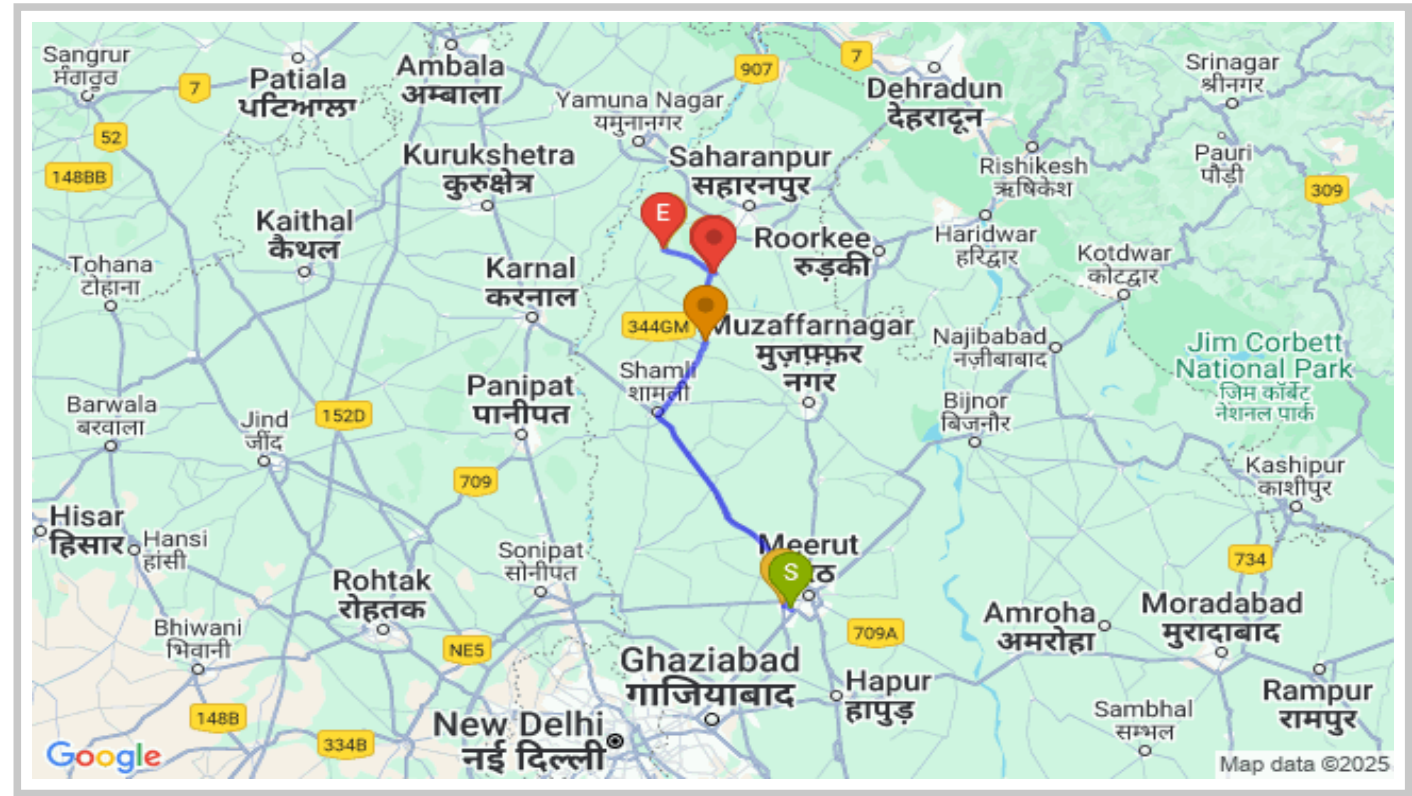 Sangrur
ਸੰਗਰੂਰ
7
Patiala
ਪਟਿਆਲਾ
Ambala
अम्बाला
907
7
Dehradun
देहरादून
Srinagar
श्रीनगर
Yamuna Nagar
यमुनानगर
52
148BB
Kurukshetra
कुरुक्षेत्र
Saharanpur
सहारनपुर
Rishikesh
ऋषिकेश
Pauri
पौड़ी
309
Kaithal
कैथल
E
Roorkee
रुड़की
Haridwar
हरिद्वार
Kotdwar
कोटद्वार
Tohana
टोहाना
Karnal
करनाल
344GM
Muzaffarnagar
मुज़फ़्फ़र
नगर
Najibabad
नज़ीबाबाद
Jim Corbett
National Park
जिम कॉर्बेट
नेशनल पार्क
Shamli
शामली
Panipat
पानीपत
Barwala
बरवाला
Jind
जींद
152D
Bijnor
बिजनौर
709
Kashipur
काशीपुर
Hisar
हिसार
Hansi
हांसी
Sonipat
सोनीपत
Meerut
S
734
Rohtak
रोहतक
Amroha
अमरोहा
Moradabad
मुरादाबाद
Bhiwani
भिवानी
NE5
709A
Ghaziabad
गाजियाबाद
Hapur
हापुड़
Rampur
रामपुर
148B
334B
New Delhi
नई दिल्ली
Sambhal
सम्भल
Google
Map data ©2025